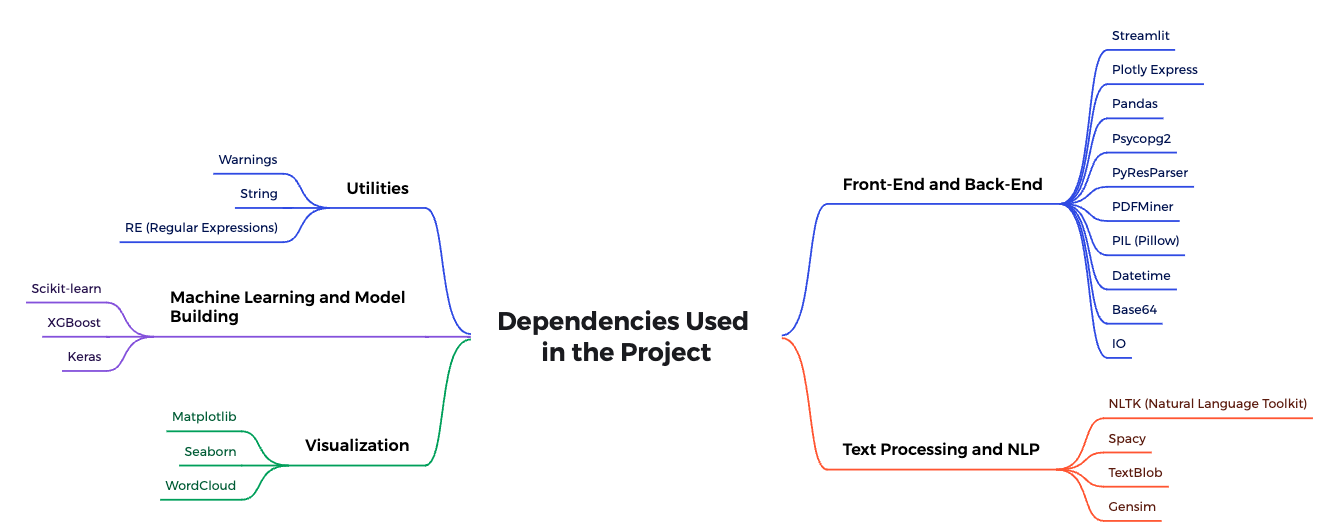 Dependencies Used
in the Project
Utilities
Warnings
String
RE (Regular Expressions)
Machine Learning and Model
Building
Scikit-learn
XGBoost
Keras
Visualization
Matplotlib
Seaborn
WordCloud
Front-End and Back-End
Streamlit
Plotly Express
Pandas
Psycopg2
PyResParser
PDFMiner
PIL (Pillow)
Datetime
Base64
IO
Text Processing and NLP
NLTK (Natural Language Toolkit)
Spacy
TextBlob
Gensim